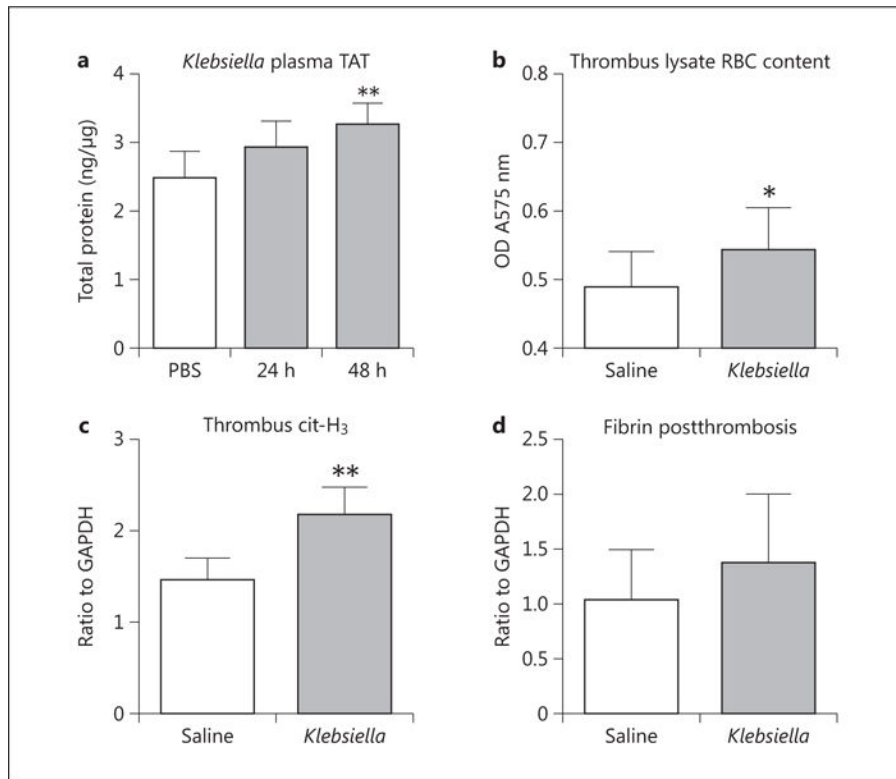 a
Klebsiella plasma TAT
4
3
2
1
0
Total protein (ng/µg)
**
PBS
24 h
48 h
b
Thrombus lysate RBC content
0.8
0.7
0.6
0.5
0.4
OD A575 nm
*
Saline
Klebsiella
c
Thrombus cit-H3
3
2
1
0
Ratio to GAPDH
**
Saline
Klebsiella
d
Fibrin postthrombosis
2.5
2.0
1.5
1.0
0.5
0
Ratio to GAPDH
Saline
Klebsiella